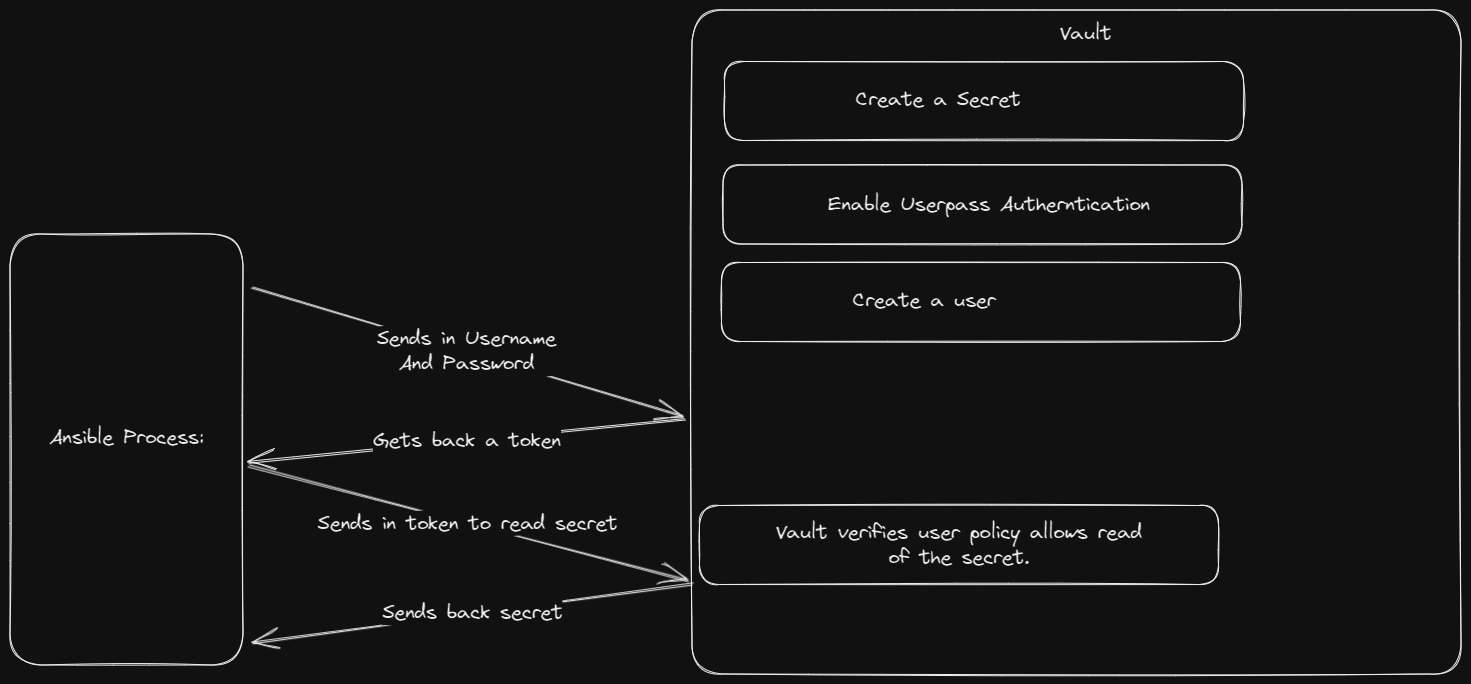 Vault
Create a Secret
Enable Userpass Autherntication
Create a user
Sends in Username
And Password
Ansible Process:
Gets back a token
Sends in token to read secret
Vault verifies user policy allows read
of the secret.
Sends back secret